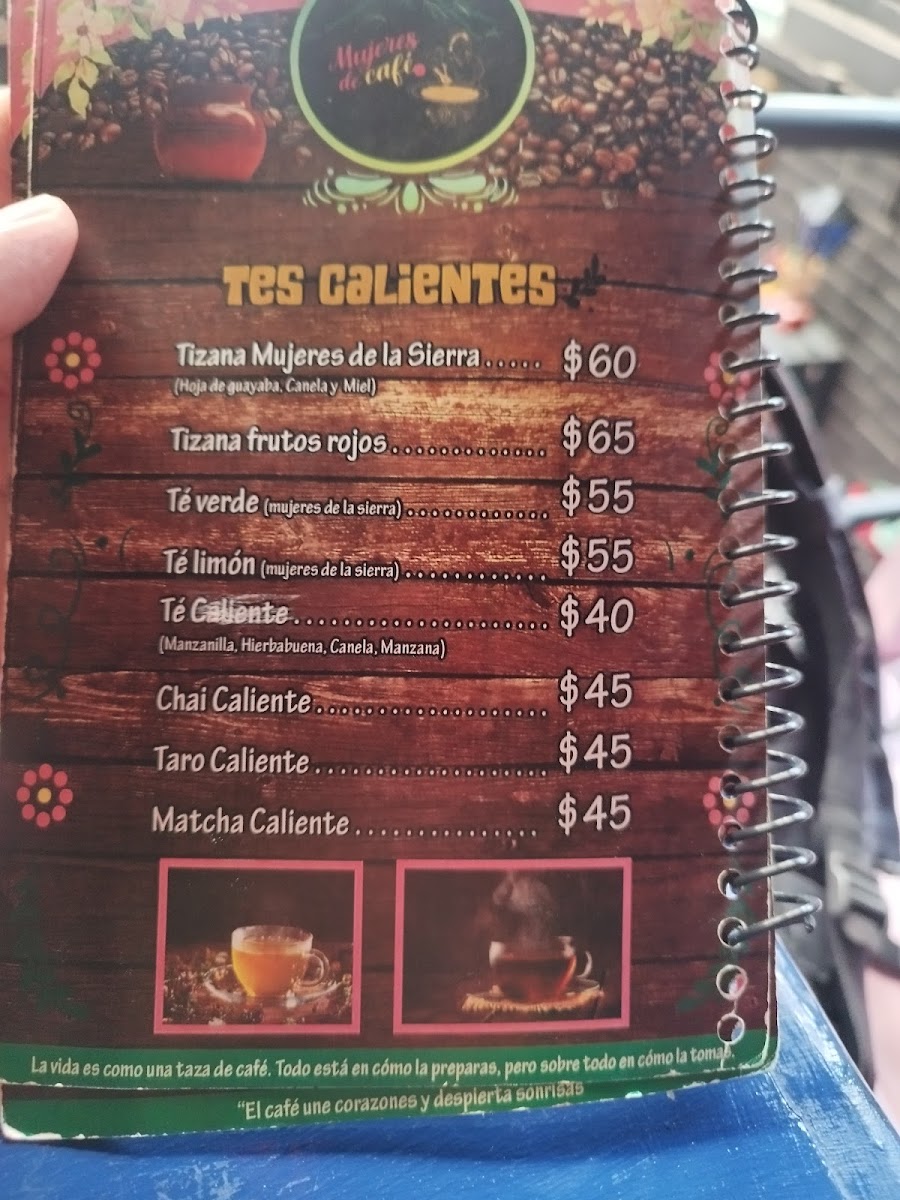 Mujeres
de café
TES CALIENTES
Tizana Mujeres de la Sierra..... $60
(Hoja de guayaba, Canela y Miel)
Tizana frutos rojos............. $65
Té verde (mujeres de la sierra)............ $55
Té limón (mujeres de la sierra)............ $55
Té Caliente...................... $40
(Manzanilla, Hierbabuena, Canela, Manzana)
Chai Caliente.................... $45
Taro Caliente.................... $45
Matcha Caliente................ $45
La vida es como una taza de café. Todo está en cómo la preparas, pero sobre todo en cómo la tomas.
"El café une corazones y despierta sonrisas